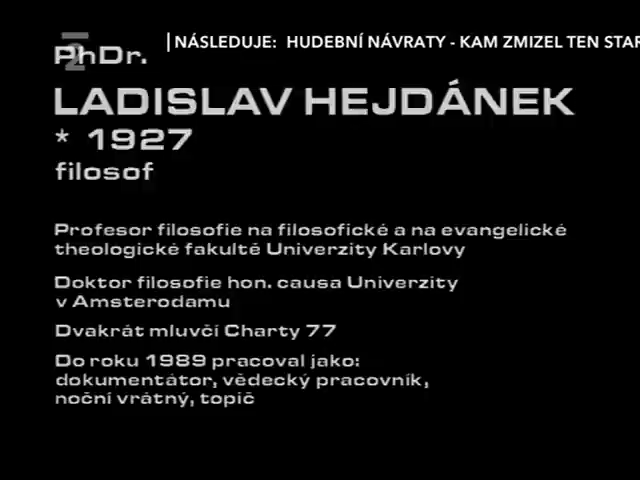 NÁSLEDUJE: HUDEBNÍ NÁVRATY - KAM ZMIZEL TEN STAR
PhDr.
LADISLAV HEJDÁNEK
* 1927
filosof
Profesor filosofie na filosofické a na evangelické
theologické fakultě Univerzity Karlovy
Doktor filosofie hon. causa Univerzity
v Amsterodamu
Dvakrát mluvčí Charty 77
Do roku 1989 pracoval jako:
dokumentátor, vědecký pracovník,
noční vrátný, topič